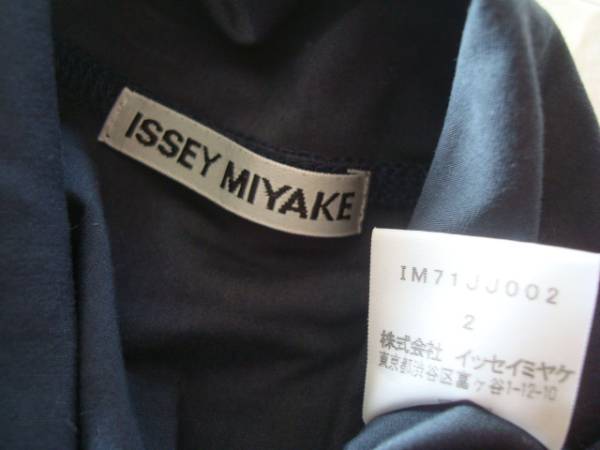 ISSEY MIYAKE
IM71JJ002
2
株式会社 イッセイミヤケ
東京都渋谷区富ヶ谷1-12-10